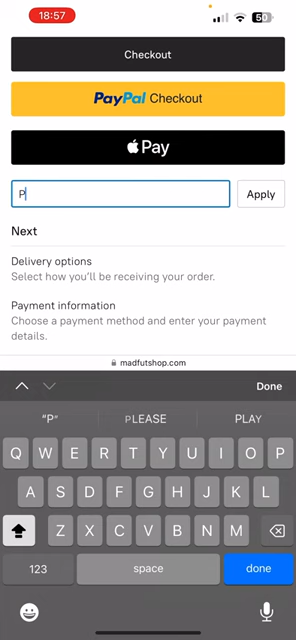 18:57
50
Checkout
PayPal Checkout
Pay
P
Apply
Next
Delivery options
Select how you'll be receiving your order.
Payment information
Choose a payment method and enter your payment
details.
madfutshop.com
Done
"P" PLEASE PLAY
Q W E R T Y U I O P
A S D F G H J K L
Z X C V B N M
123 space done